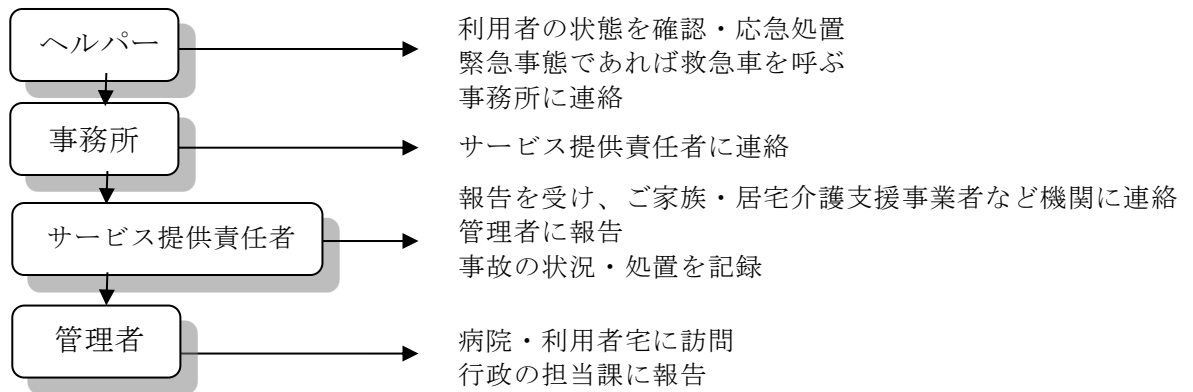 ヘルパー
利用者の状態を確認・応急処置
緊急事態であれば救急車を呼ぶ
事務所に連絡
事務所
サービス提供責任者に連絡
サービス提供責任者
報告を受け、ご家族・居宅介護支援事業者など機関に連絡
管理者に報告
事故の状況・処置を記録
管理者
病院・利用者宅に訪問
行政の担当課に報告